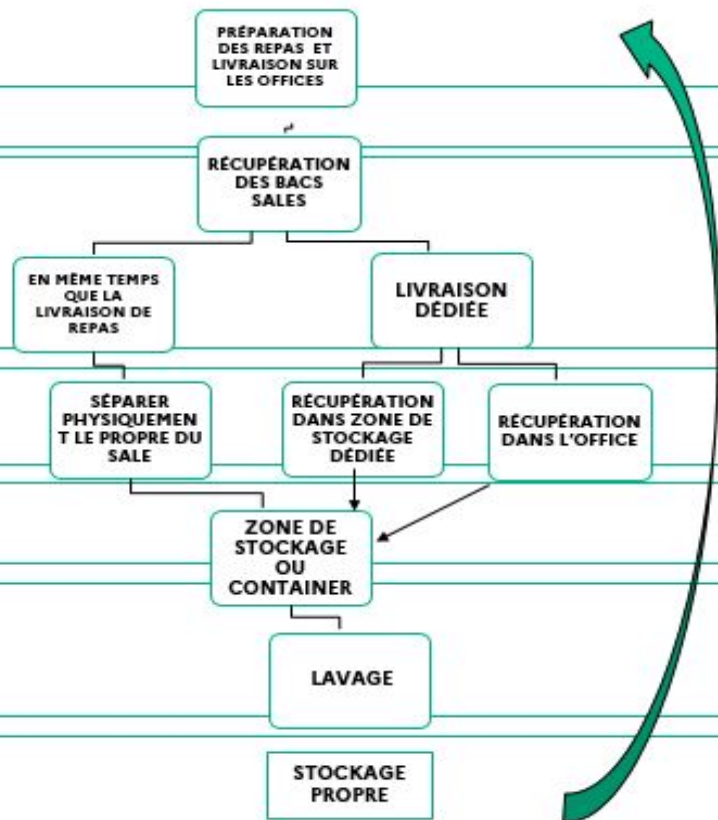 PRÉPARATION
DES REPAS ET
LIVRAISON SUR
LES OFFICES
RÉCUPÉRATION
DES BACS
SALES
EN MÊME TEMPS
QUE LA
LIVRAISON DE
REPAS
LIVRAISON
DÉDIÉE
SÉPARER
PHYSIQUEMEN
T LE PROPRE DU
SALE
RÉCUPÉRATION
DANS ZONE DE
STOCKAGE
DÉDIÉE
RÉCUPÉRATION
DANS L'OFFICE
ZONE DE
STOCKAGE
OU
CONTAINER
LAVAGE
STOCKAGE
PROPRE